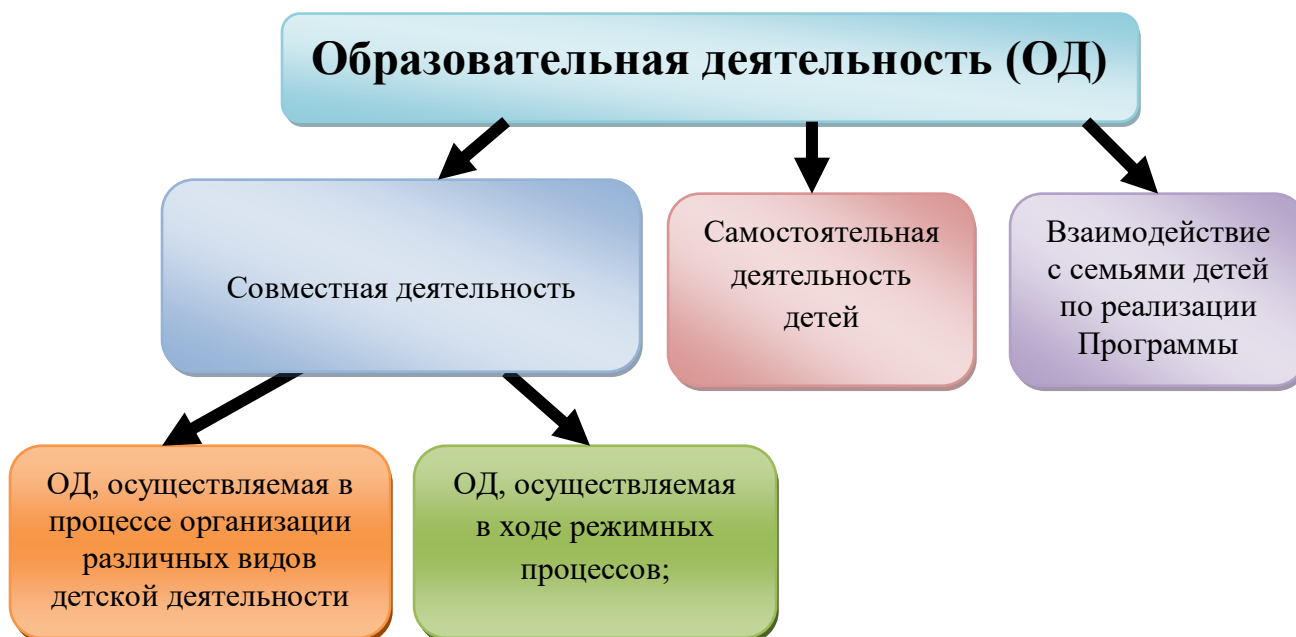 Образовательная деятельность (ОД)
Совместная деятельность
Самостоятельная
деятельность
детей
Взаимодействие
с семьями детей
по реализации
Программы
ОД, осуществляемая в
процессе организации
различных видов
детской деятельности
ОД, осуществляемая
в ходе режимных
процессов;